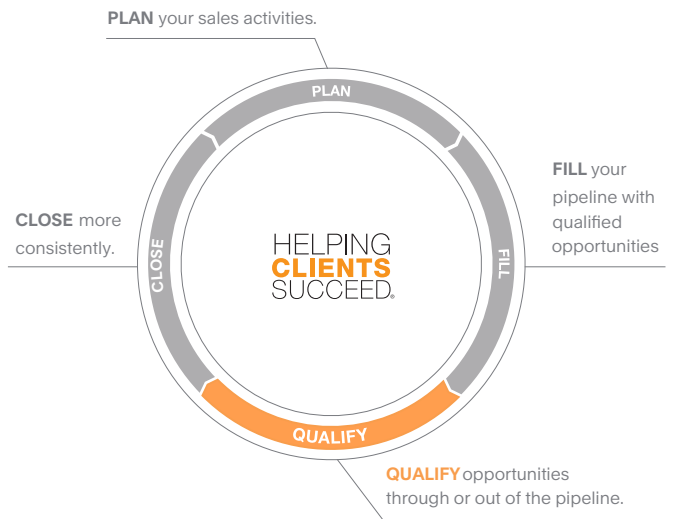 PLAN your sales activities.
PLAN
FILL your
pipeline with
qualified
opportunities
FILL
CLOSE more
consistently.
CLOSE
HELPING
CLIENTS
SUCCEED®
QUALIFY
QUALIFY opportunities
through or out of the pipeline.